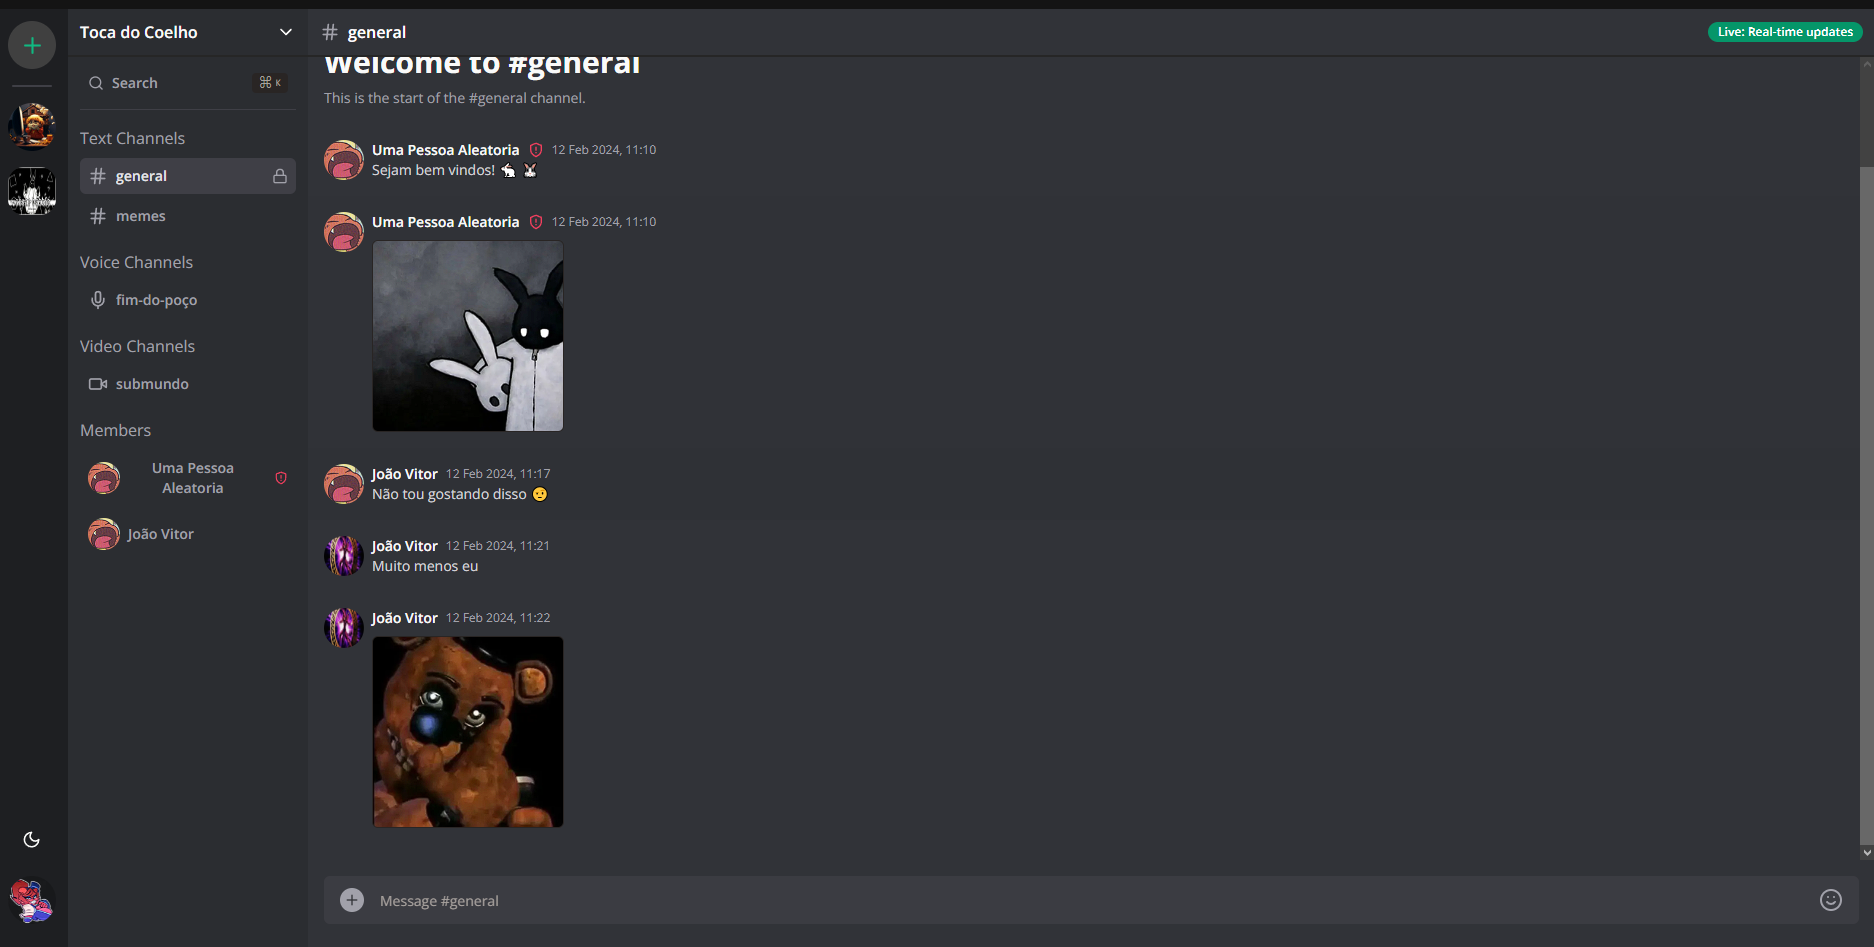 Toca do Coelho
Search
⌘ K
Text Channels
general
memes
Voice Channels
fim-do-poço
Video Channels
submundo
Members
Uma Pessoa
Aleatoria
João Vitor
# general
Live: Real-time updates
Welcome to #general
This is the start of the #general channel.
Uma Pessoa Aleatoria 12 Feb 2024, 11:10
Sejam bem vindos! 🐇 🐰
Uma Pessoa Aleatoria 12 Feb 2024, 11:10
João Vitor 12 Feb 2024, 11:17
Não tou gostando disso 🤨
João Vitor 12 Feb 2024, 11:21
Muito menos eu
João Vitor 12 Feb 2024, 11:22
Message #general